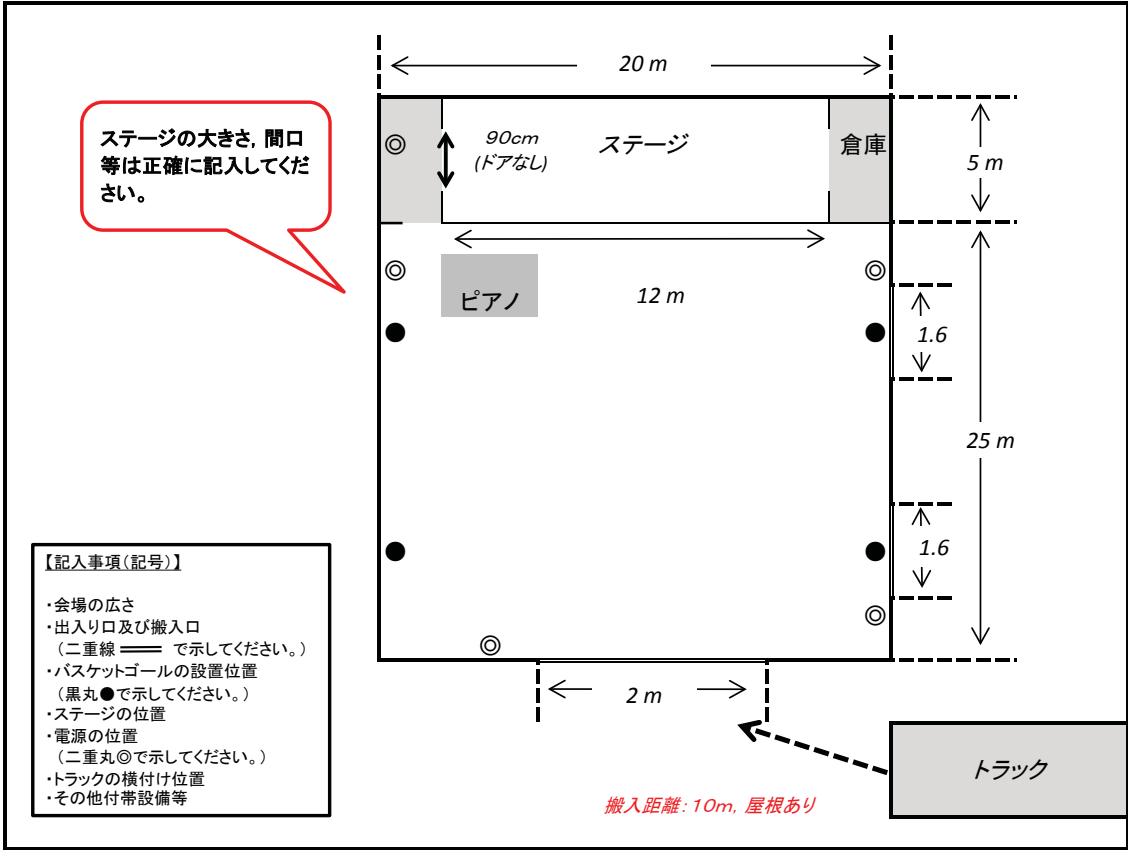 20 m
ステージの大きさ, 間口
等は正確に記入してくだ
さい。
◎
90cm
(ドアなし)
ステージ
倉庫
5 m
◎
ピアノ
12 m
◎
●
●
1.6
25 m
●
●
1.6
◎
◎
2 m
トラック
搬入距離:10m, 屋根あり
【記入事項(記号)】
・会場の広さ
・出入り口及び搬入口
(二重線 ═══ で示してください。)
・バスケットゴールの設置位置
(黒丸●で示してください。)
・ステージの位置
・電源の位置
(二重丸◎で示してください。)
・トラックの横付け位置
・その他付帯設備等